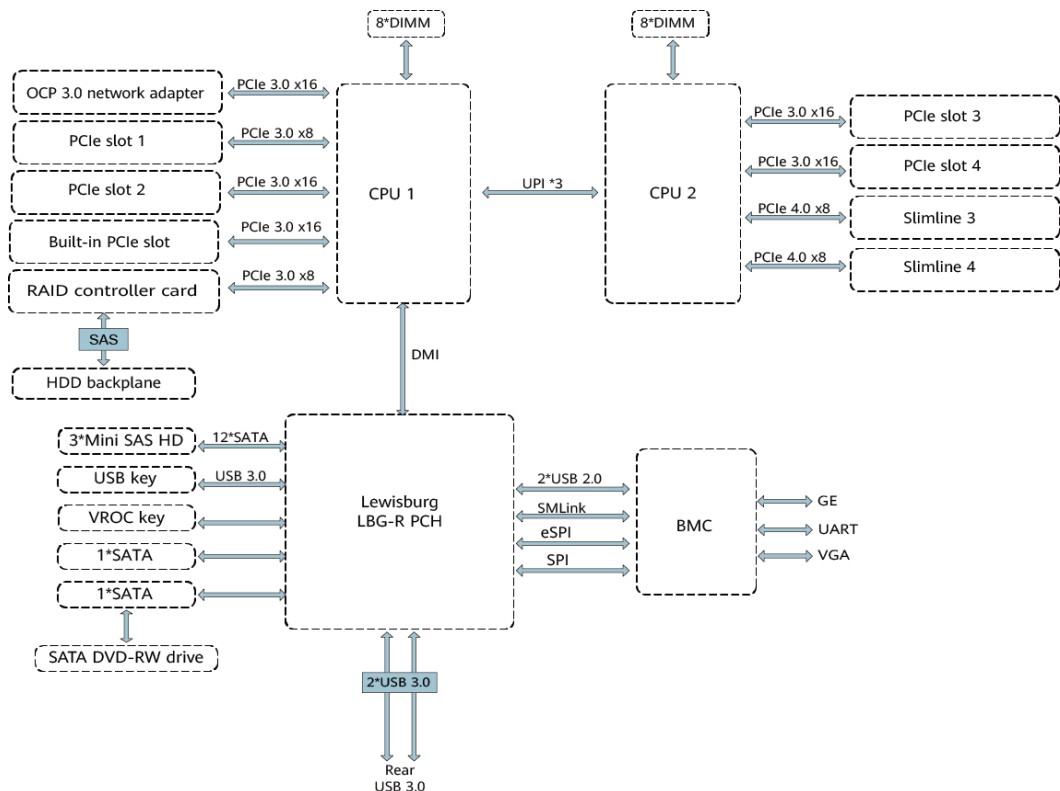 8*DIMM
8*DIMM
OCP 3.0 network adapter
PCIe 3.0 x16
PCIe slot 1
PCIe 3.0 x8
PCIe slot 2
PCIe 3.0 x16
Built-in PCIe slot
PCIe 3.0 x16
RAID controller card
PCIe 3.0 x8
SAS
HDD backplane
CPU 1
UPI *3
CPU 2
PCIe 3.0 x16
PCIe slot 3
PCIe 3.0 x16
PCIe slot 4
PCIe 4.0 x8
Slimline 3
PCIe 4.0 x8
Slimline 4
DMI
3*Mini SAS HD
12*SATA
USB key
USB 3.0
VROC key
1*SATA
1*SATA
SATA DVD-RW drive
Lewisburg
LBG-R PCH
2*USB 2.0
SMLink
eSPI
SPI
BMC
GE
UART
VGA
2*USB 3.0
Rear
USB 3.0